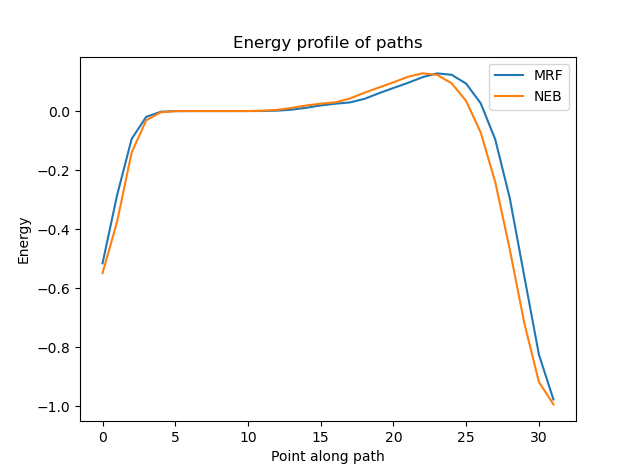 Energy profile of paths
MRF
NEB
Energy
0.0
−0.2
−0.4
−0.6
−0.8
−1.0
0 5 10 15 20 25 30
Point along path